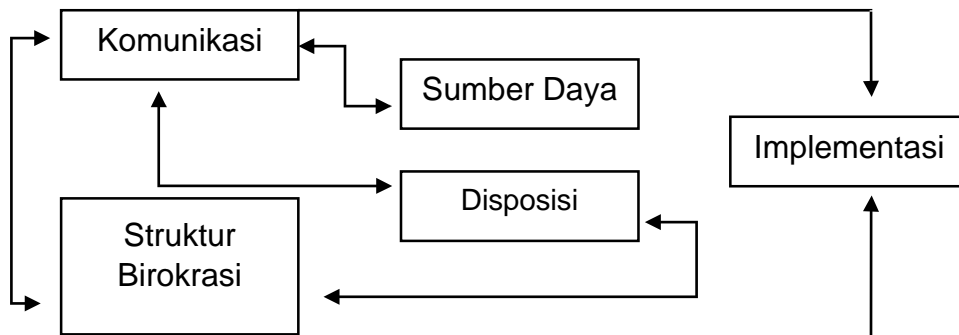 Komunikasi
Sumber Daya
Implementasi
Disposisi
Struktur
Birokrasi